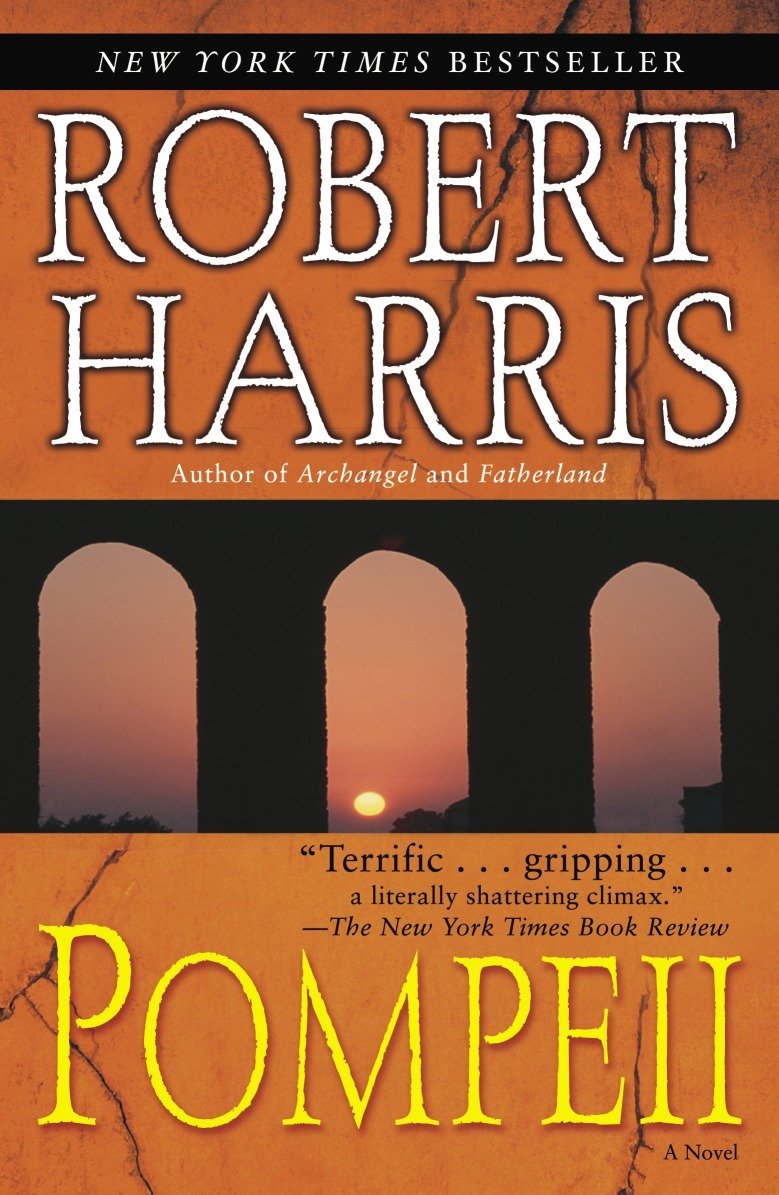 NEW YORK TIMES BESTSELLER
ROBERT
HARRIS
Author of Archangel and Fatherland
“Terrific . . . gripping . . .
a literally shattering climax.”
—The New York Times Book Review
POMPEII
A Novel